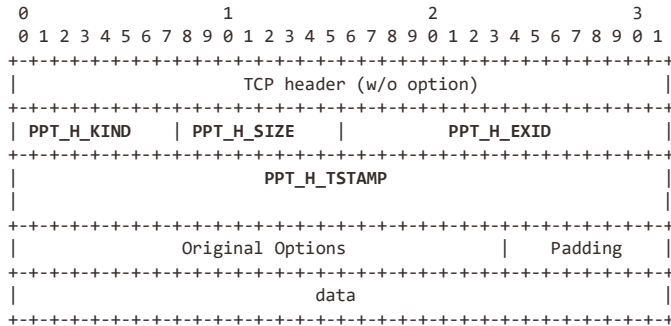 0                   1                   2                   3
0 1 2 3 4 5 6 7 8 9 0 1 2 3 4 5 6 7 8 9 0 1 2 3 4 5 6 7 8 9 0 1
+-+-+-+-+-+-+-+-+-+-+-+-+-+-+-+-+-+-+-+-+-+-+-+-+-+-+-+-+-+-+-+-+
| TCP header (w/o option) |
+-+-+-+-+-+-+-+-+-+-+-+-+-+-+-+-+-+-+-+-+-+-+-+-+-+-+-+-+-+-+-+-+
| PPT_H_KIND | PPT_H_SIZE | PPT_H_EXID |
+-+-+-+-+-+-+-+-+-+-+-+-+-+-+-+-+-+-+-+-+-+-+-+-+-+-+-+-+-+-+-+-+
| PPT_H_TSTAMP |
| |
+-+-+-+-+-+-+-+-+-+-+-+-+-+-+-+-+-+-+-+-+-+-+-+-+-+-+-+-+-+-+-+-+
| Original Options | Padding |
+-+-+-+-+-+-+-+-+-+-+-+-+-+-+-+-+-+-+-+-+-+-+-+-+-+-+-+-+-+-+-+-+
| data |
+-+-+-+-+-+-+-+-+-+-+-+-+-+-+-+-+-+-+-+-+-+-+-+-+-+-+-+-+-+-+-+-+